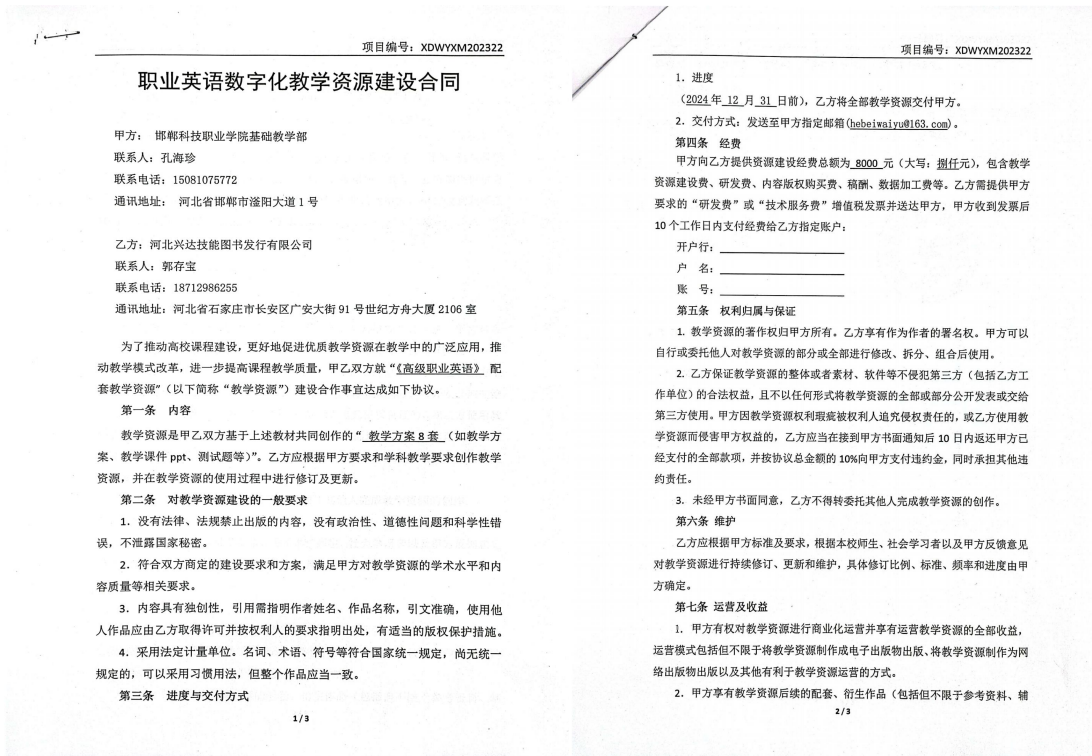 项目编号：XDWYXM202322
职业英语数字化教学资源建设合同
甲方： 邯郸科技职业学院基础教学部
联系人：孔海珍
联系电话：15081075772
通讯地址： 河北省邯郸市滏阳大道1号
乙方：河北兴达技能图书发行有限公司
联系人：郭存宝
联系电话：18712986255
通讯地址：河北省石家庄市长安区广安大街91号世纪方舟大厦2106室
为了推动高校课程建设，更好地促进优质教学资源在教学中的广泛应用，推
动教学模式改革，进一步提高课程教学质量，甲乙双方就“《高级职业英语》 配
套教学资源”（以下简称“教学资源”）建设合作事宜达成如下协议。
第一条 内容
教学资源是甲乙双方基于上述教材共同创作的“ 教学方案8套 （如教学方
案、教学课件ppt、测试题等）”。乙方应根据甲方要求和学科教学要求创作教学
资源，并在教学资源的使用过程中进行修订及更新。
第二条 对教学资源建设的一般要求
1．没有法律、法规禁止出版的内容，没有政治性、道德性问题和科学性错
误，不泄露国家秘密。
2．符合双方商定的建设要求和方案，满足甲方对教学资源的学术水平和内
容质量等相关要求。
3．内容具有独创性，引用需指明作者姓名、作品名称，引文准确，使用他
人作品应由乙方取得许可并按权利人的要求指明出处，有适当的版权保护措施。
4．采用法定计量单位。名词、术语、符号等符合国家统一规定，尚无统一
规定的，可以采用习惯用法，但整个作品应当一致。
第三条 进度与交付方式
1/3
项目编号：XDWYXM202322
1．进度
（2024年 12 月 31 日前），乙方将全部教学资源交付甲方。
2．交付方式：发送至甲方指定邮箱(hebeiwaiyu@163.com)。
第四条 经费
甲方向乙方提供资源建设经费总额为 8000 元（大写：捌仟元），包含教学
资源建设费、研发费、内容版权购买费、稿酬、数据加工费等。乙方需提供甲方
要求的“研发费”或“技术服务费”增值税发票并送达甲方，甲方收到发票后
10个工作日内支付经费给乙方指定账户：
开户行：
户 名：
账 号：
第五条 权利归属与保证
1. 教学资源的著作权归甲方所有。乙方享有作为作者的署名权。甲方可以
自行或委托他人对教学资源的部分或全部进行修改、拆分、组合后使用。
2. 乙方保证教学资源的整体或者素材、软件等不侵犯第三方（包括乙方工
作单位）的合法权益，且不以任何形式将教学资源的全部或部分公开发表或交给
第三方使用。甲方因教学资源权利瑕疵被权利人追究侵权责任的，或乙方使用教
学资源而侵害甲方权益的，乙方应当在接到甲方书面通知后10日内返还甲方已
经支付的全部款项，并按协议总金额的10%向甲方支付违约金，同时承担其他违
约责任。
3．未经甲方书面同意，乙方不得转委托其他人完成教学资源的创作。
第六条 维护
乙方应根据甲方标准及要求，根据本校师生、社会学习者以及甲方反馈意见
对教学资源进行持续修订、更新和维护，具体修订比例、标准、频率和进度由甲
方确定。
第七条 运营及收益
1．甲方有权对教学资源进行商业化运营并享有运营教学资源的全部收益，
运营模式包括但不限于将教学资源制作成电子出版物出版、将教学资源制作为网
络出版物出版以及其他有利于教学资源运营的方式。
2．甲方享有教学资源后续的配套、衍生作品（包括但不限于参考资料、辅
2/3